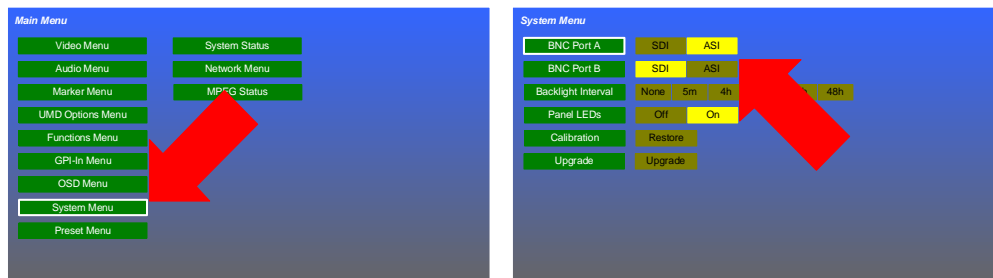 Main Menu
Video Menu System Status
Audio Menu Network Menu
Marker Menu MPEG Status
UMD Options Menu
Functions Menu
GPI-In Menu
OSD Menu
System Menu
Preset Menu
System Menu
BNC Port A SDI ASI
BNC Port B SDI ASI
Backlight Interval None 5m 4h 48h
Panel LEDs Off On
Calibration Restore
Upgrade Upgrade